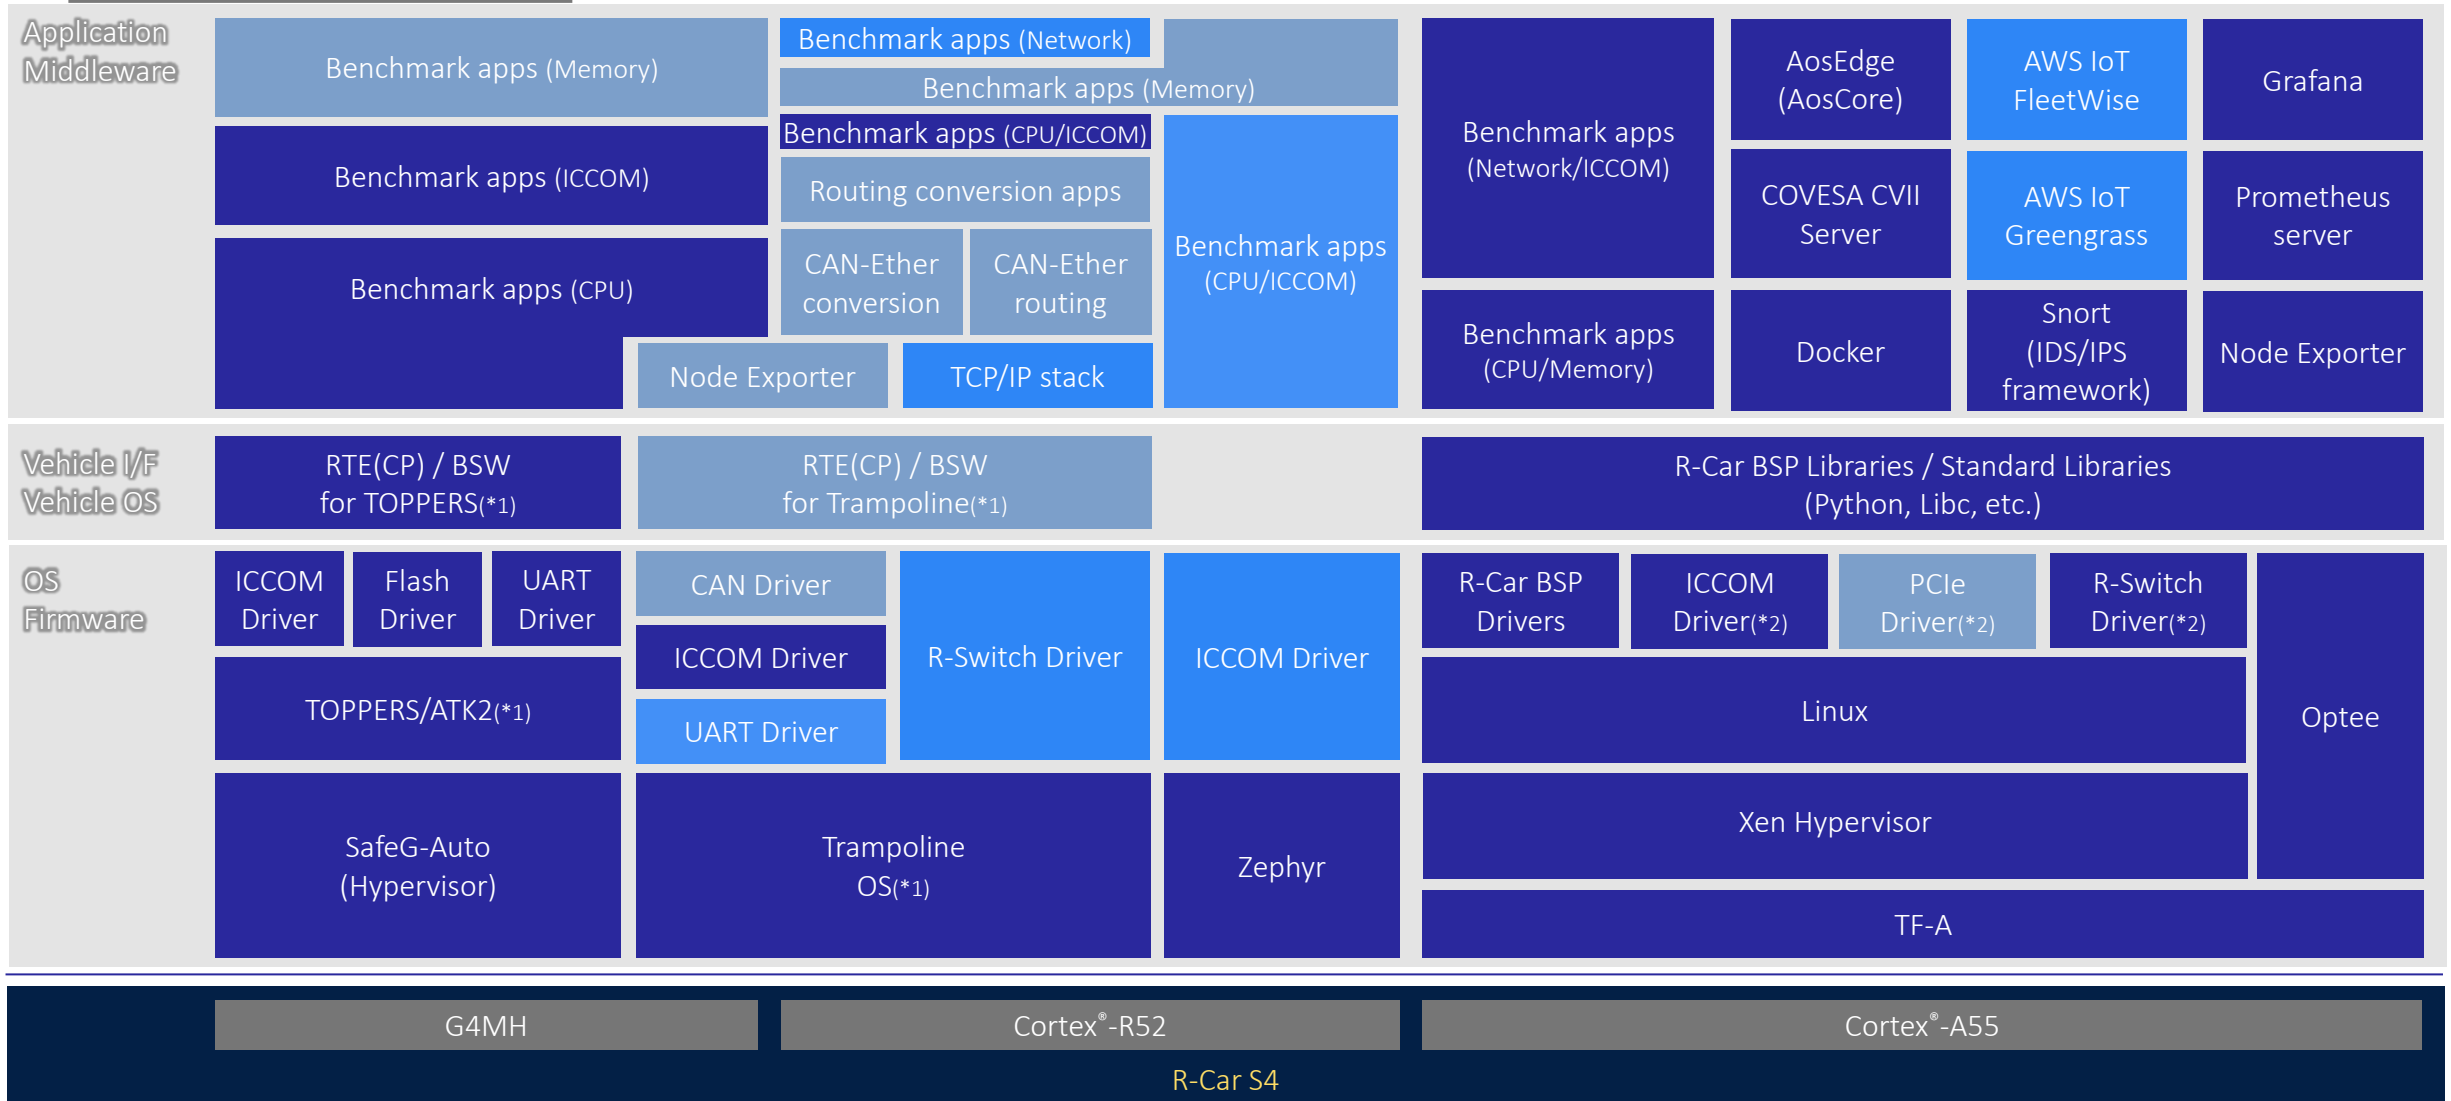 Application
Middleware
Benchmark apps (Memory)
Benchmark apps (ICCOM)
Benchmark apps (CPU)
Benchmark apps (Network)
Benchmark apps (Memory)
Benchmark apps (CPU/ICCOM)
Routing conversion apps
CAN-Ether
conversion
CAN-Ether
routing
Node Exporter
TCP/IP stack
Benchmark apps
(CPU/ICCOM)
Benchmark apps
(Network/ICCOM)
Benchmark apps
(CPU/Memory)
AosEdge
(AosCore)
COVESA CVII
Server
Docker
AWS IoT
FleetWise
AWS IoT
Greengrass
Snort
(IDS/IPS
framework)
Grafana
Prometheus
server
Node Exporter
Vehicle I/F
Vehicle OS
RTE(CP) / BSW
for TOPPERS(*1)
RTE(CP) / BSW
for Trampoline(*1)
R-Car BSP Libraries / Standard Libraries
(Python, Libc, etc.)
OS
Firmware
ICCOM
Driver
Flash
Driver
UART
Driver
TOPPERS/ATK2(*1)
SafeG-Auto
(Hypervisor)
CAN Driver
ICCOM Driver
UART Driver
R-Switch Driver
Trampoline
OS(*1)
ICCOM Driver
Zephyr
R-Car BSP
Drivers
ICCOM
Driver(*2)
PCIe
Driver(*2)
R-Switch
Driver(*2)
Linux
Xen Hypervisor
Optee
TF-A
G4MH
Cortex®-R52
Cortex®-A55
R-Car S4